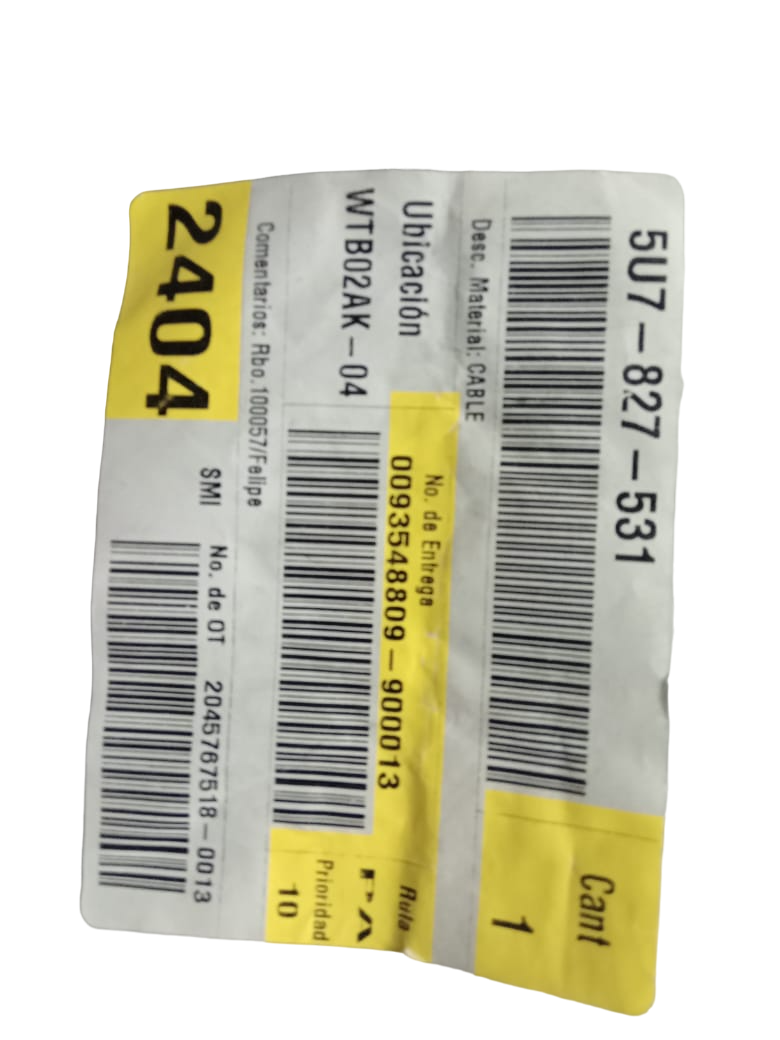 5U7-827-531
Cant
1
Desc. Material: CABLE
Ubicación
WTB02AK-04
No. de Entrega
0093548809-900013
Ruta
Prioridad
10
Comentarios: Rbo.100057/Felipe
2404
SMI
No. de OT 2045767518-0013